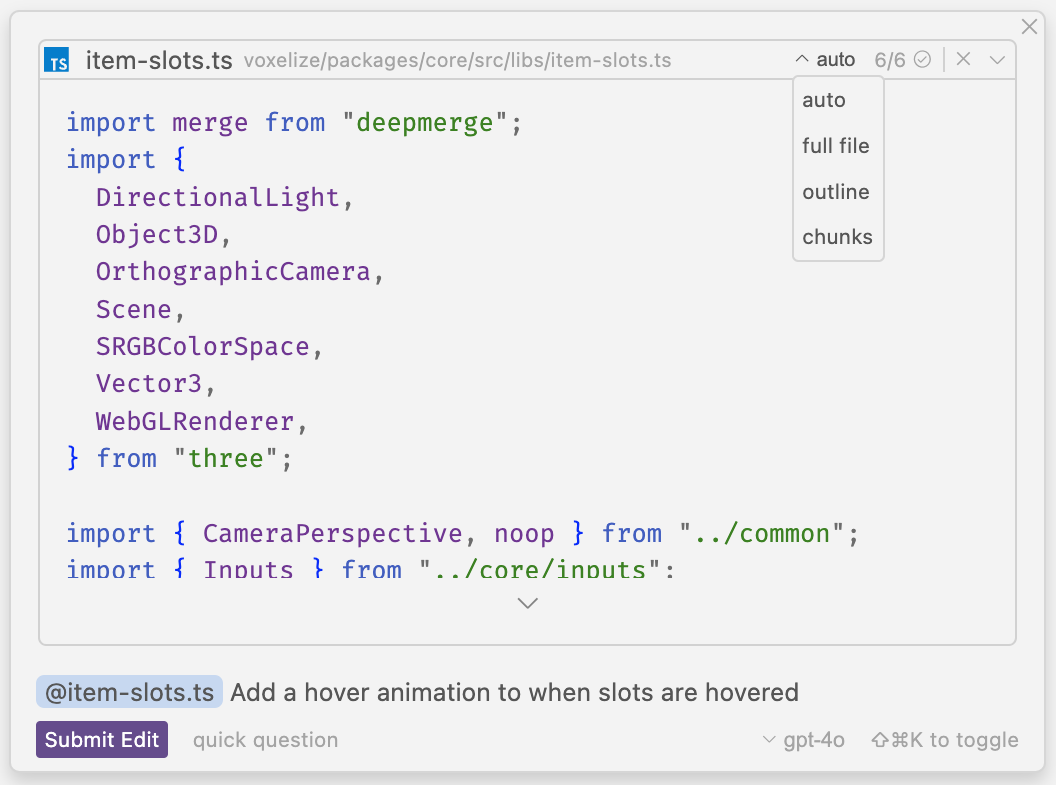 TS item-slots.ts voxelize/packages/core/src/libs/item-slots.ts auto 6/6
auto
full file
outline
chunks
import merge from "deepmerge";
import {
  DirectionalLight,
  Object3D,
  OrthographicCamera,
  Scene,
  SRGBColorSpace,
  Vector3,
  WebGLRenderer,
} from "three";
import { CameraPerspective, noop } from "../common";
import { Inputs } from "../core/inputs";
@item-slots.ts Add a hover animation to when slots are hovered
Submit Edit quick question gpt-4o ⇧⌘K to toggle